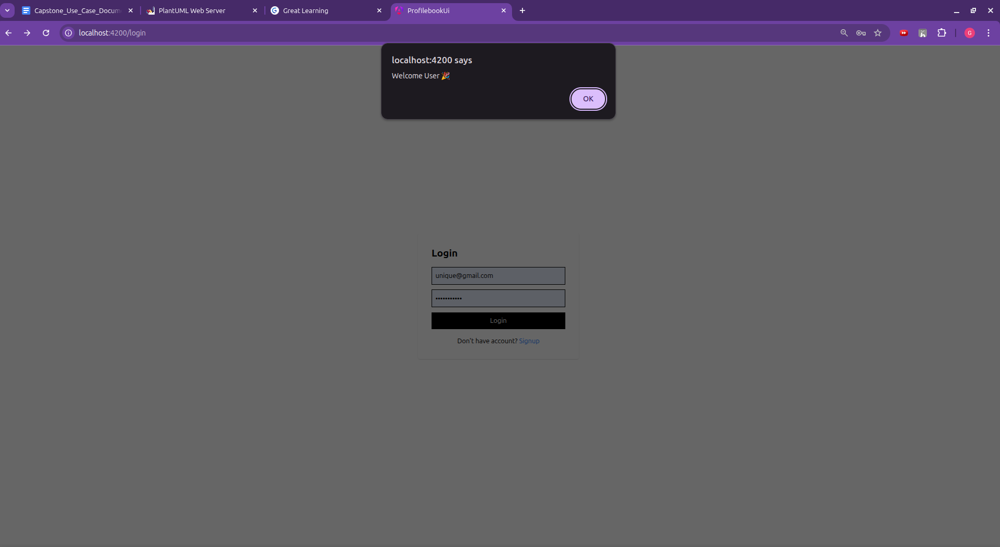 Capstone_Use_Case_Docum
PlantUML Web Server
Great Learning
ProfilebookUi
localhost:4200/login
G
localhost:4200 says
Welcome User 🎉
OK
Login
unique@gmail.com
•••••••••••
Login
Don't have account? Signup